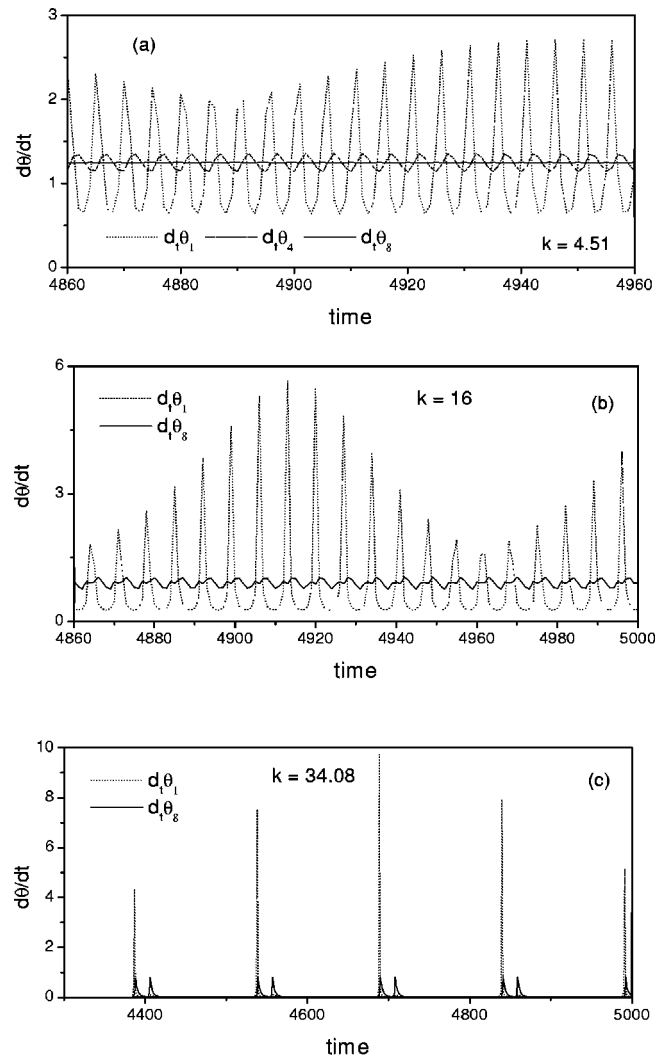 (a)
3
2
1
0
dθ/dt
d_tθ_1 d_tθ_4 d_tθ_8
k = 4.51
4860 4880 4900 4920 4940 4960
time
(b)
6
3
0
dθ/dt
d_tθ_1
d_tθ_8
k = 16
4860 4880 4900 4920 4940 4960 4980 5000
time
(c)
10
8
6
4
2
0
dθ/dt
d_tθ_1
d_tθ_8
k = 34.08
4400 4600 4800 5000
time